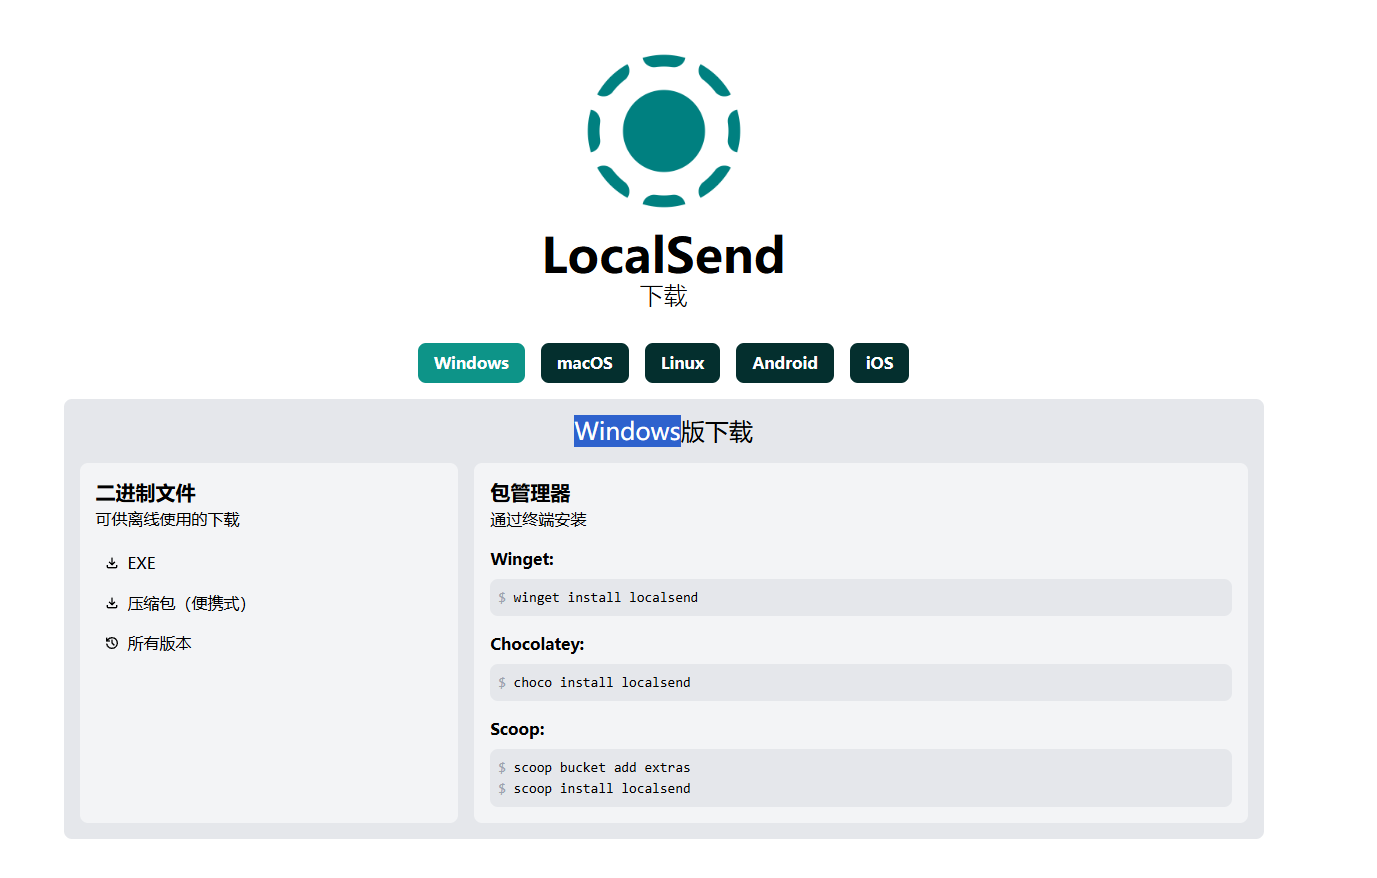 LocalSend
下载
Windows
macOS
Linux
Android
iOS
Windows版下载
二进制文件
可供离线使用的下载
EXE
压缩包（便携式）
所有版本
包管理器
通过终端安装
Winget:
$ winget install localsend
Chocolatey:
$ choco install localsend
Scoop:
$ scoop bucket add extras
$ scoop install localsend